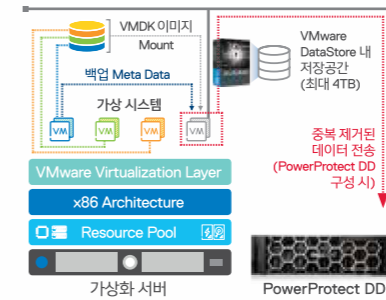 VMDK 이미지
Mount
백업 Meta Data
가상 시스템
VM
VM
VM
VM
VMware
DataStore 내
저장공간
(최대 4TB)
중복 제거된
데이터 전송
(PowerProtect DD
구성 시)
VMware Virtualization Layer
x86 Architecture
Resource Pool
가상화 서버
PowerProtect DD